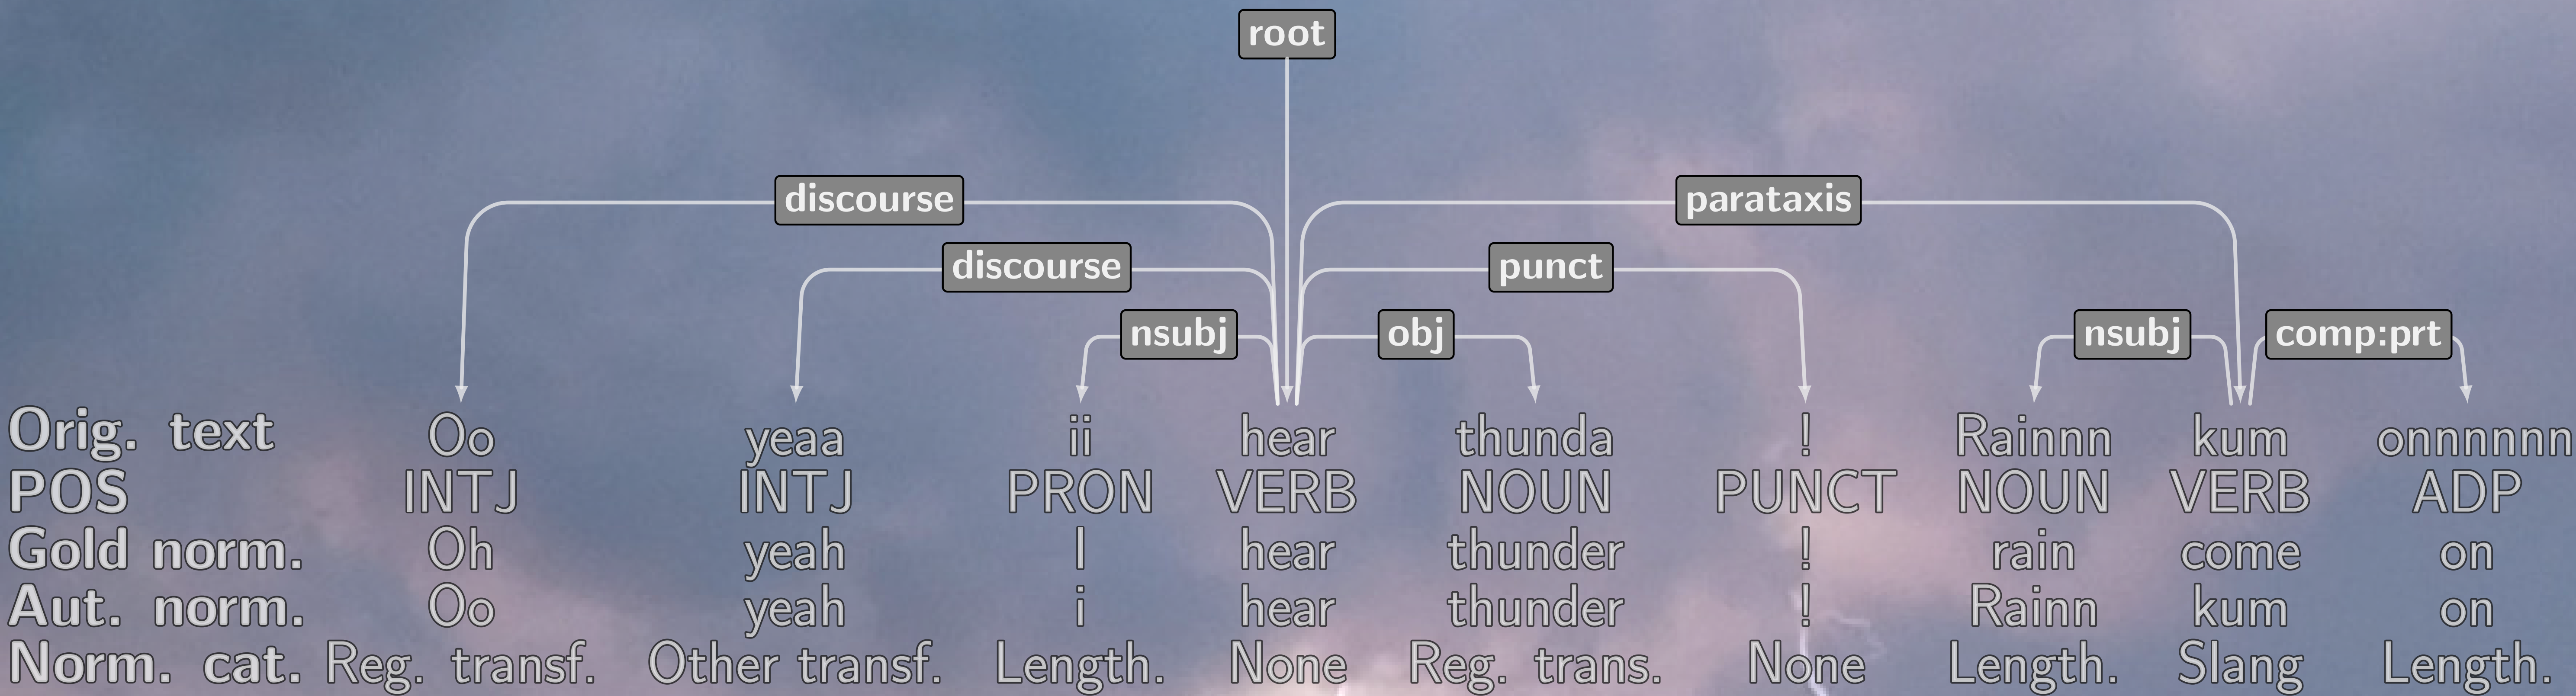 root
discourse parataxis
discourse punct
nsubj obj nsubj comp:prt
Orig. text Oo yeaa ii hear thunda ! Rainnn kum onnnnnn
POS INTJ INTJ PRON VERB NOUN PUNCT NOUN VERB ADP
Gold norm. Oh yeah I hear thunder ! rain come on
Aut. norm. Oo yeah i hear thunder ! Rainn kum on
Norm. cat. Reg. transf. Other transf. Length. None Reg. trans. None Length. Slang Length.